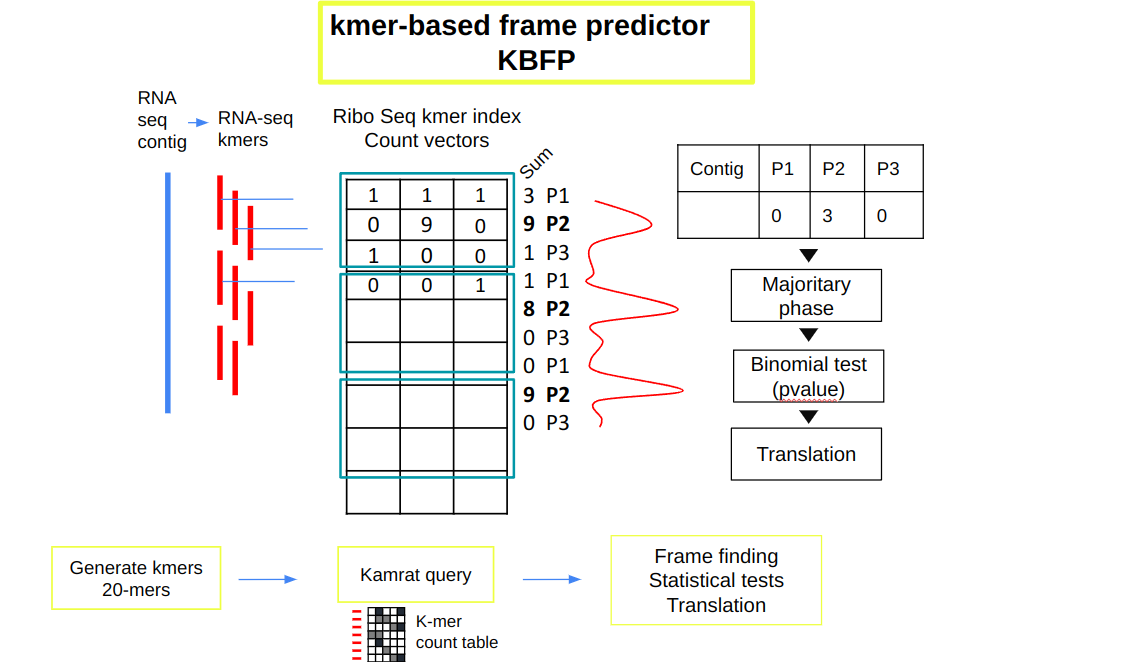 kmer-based frame predictor
KBFP
RNA
seq
contig
RNA-seq
kmers
Ribo Seq kmer index
Count vectors
Sum
1 1 1 3 P1
0 9 0 9 P2
1 0 0 1 P3
0 0 1 1 P1
8 P2
0 P3
0 P1
9 P2
0 P3
Contig P1 P2 P3
0 3 0
Majoritary
phase
Binomial test
(pvalue)
Translation
Generate kmers
20-mers
Kamrat query
K-mer
count table
Frame finding
Statistical tests
Translation